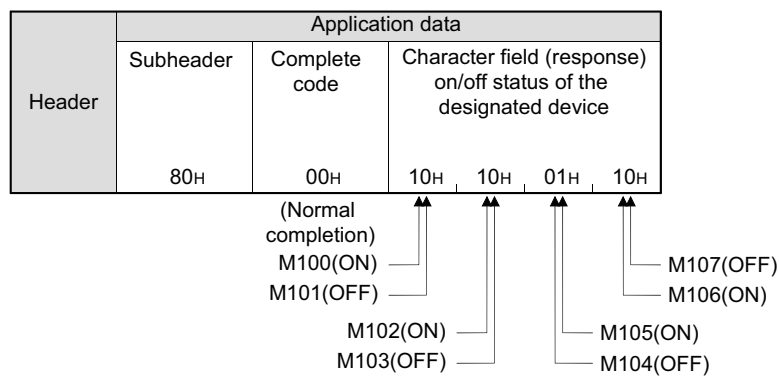 Application data
Header
Subheader
Complete
code
Character field (response)
on/off status of the
designated device
80H
00H
10H
10H
01H
10H
(Normal
completion)
M100(ON)
M101(OFF)
M102(ON)
M103(OFF)
M107(OFF)
M106(ON)
M105(ON)
M104(OFF)